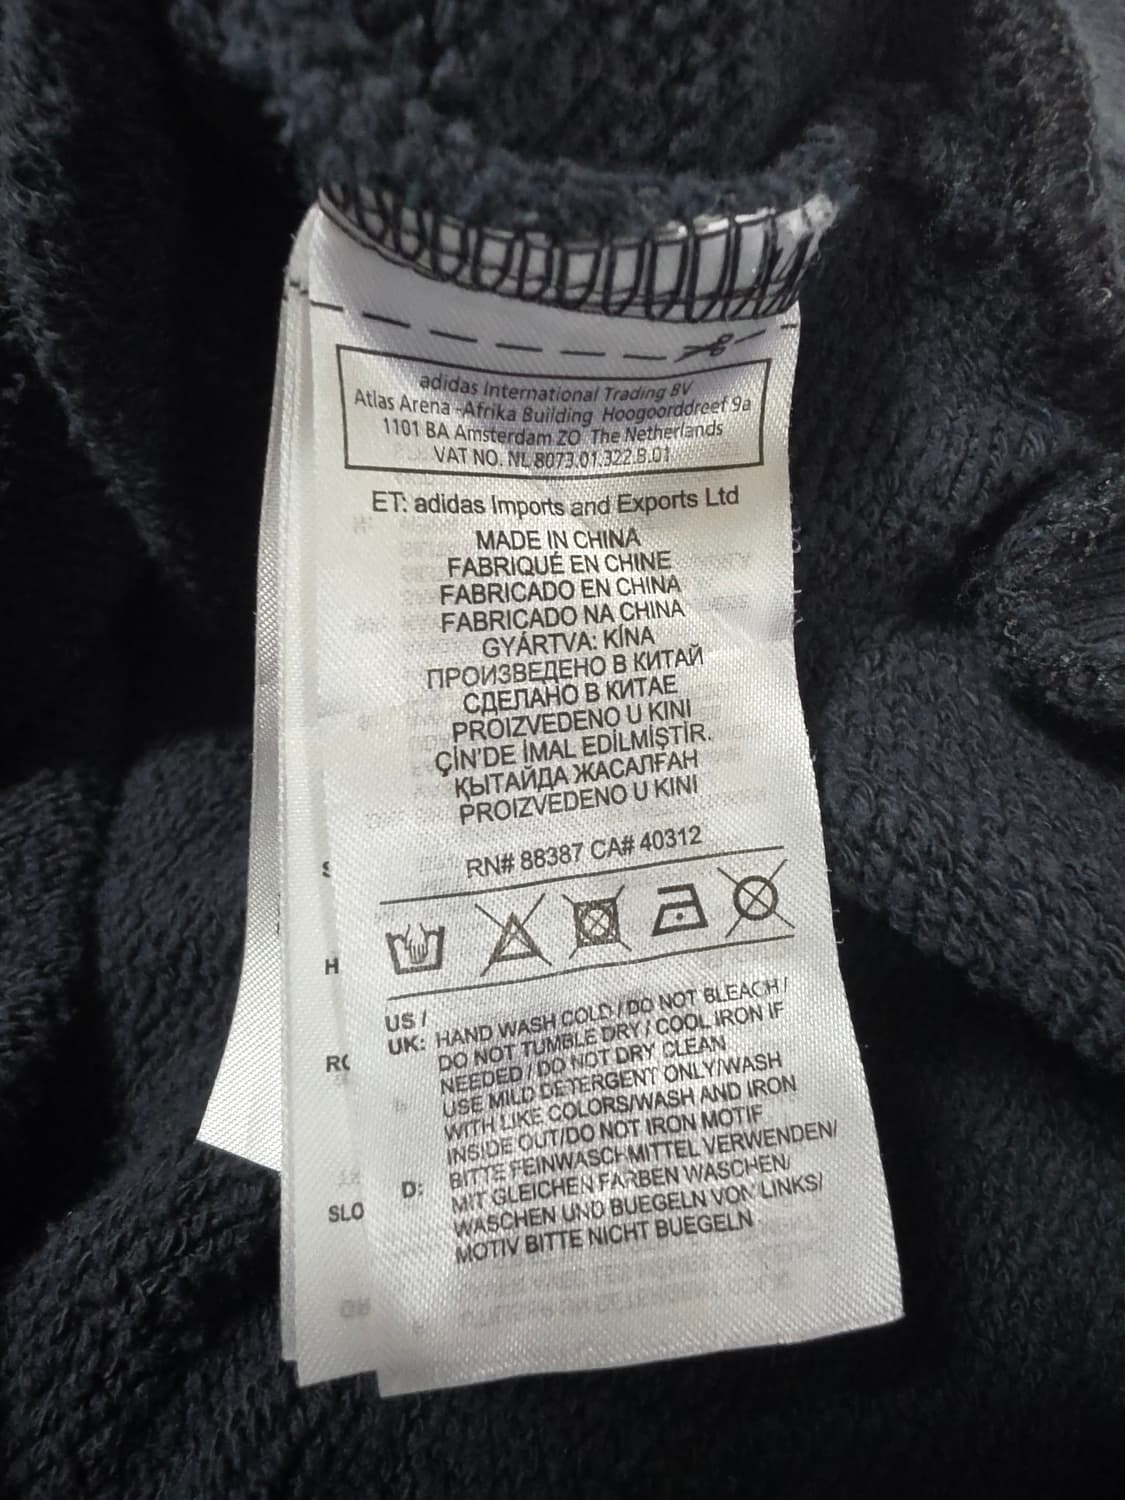 adidas International Trading BV
Atlas Arena -Afrika Building Hoogoorddreef 9a
1101 BA Amsterdam ZO The Netherlands
VAT NO. NL 8073.01.322.B.01
ET: adidas Imports and Exports Ltd
MADE IN CHINA
FABRIQUÉ EN CHINE
FABRICADO EN CHINA
FABRICADO NA CHINA
GYÁRTVA: KÍNA
ПРОИЗВЕДЕНО В КИТАЙ
СДЕЛАНО В КИТАЕ
PROIZVEDENO U KINI
ÇİN'DE İMAL EDİLMİŞTİR.
ҚЫТАЙДА ЖАСАЛҒАН
PROIZVEDENO U KINI
RN# 88387 CA# 40312
US /
UK: HAND WASH COLD / DO NOT BLEACH /
DO NOT TUMBLE DRY / COOL IRON IF
NEEDED / DO NOT DRY CLEAN
USE MILD DETERGENT ONLY/WASH
WITH LIKE COLORS/WASH AND IRON
INSIDE OUT/DO NOT IRON MOTIF
D: BITTE FEINWASCHMITTEL VERWENDEN/
MIT GLEICHEN FARBEN WASCHEN/
WASCHEN UND BUEGELN VON LINKS/
MOTIV BITTE NICHT BUEGELN
H
SLO